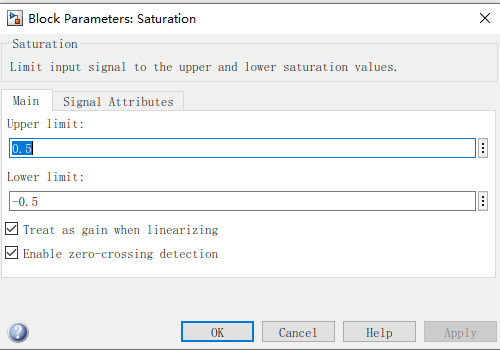 Block Parameters: Saturation
Saturation
Limit input signal to the upper and lower saturation values.
Main
Signal Attributes
Upper limit:
0.5
Lower limit:
-0.5
Treat as gain when linearizing
Enable zero-crossing detection
?
OK
Cancel
Help
Apply